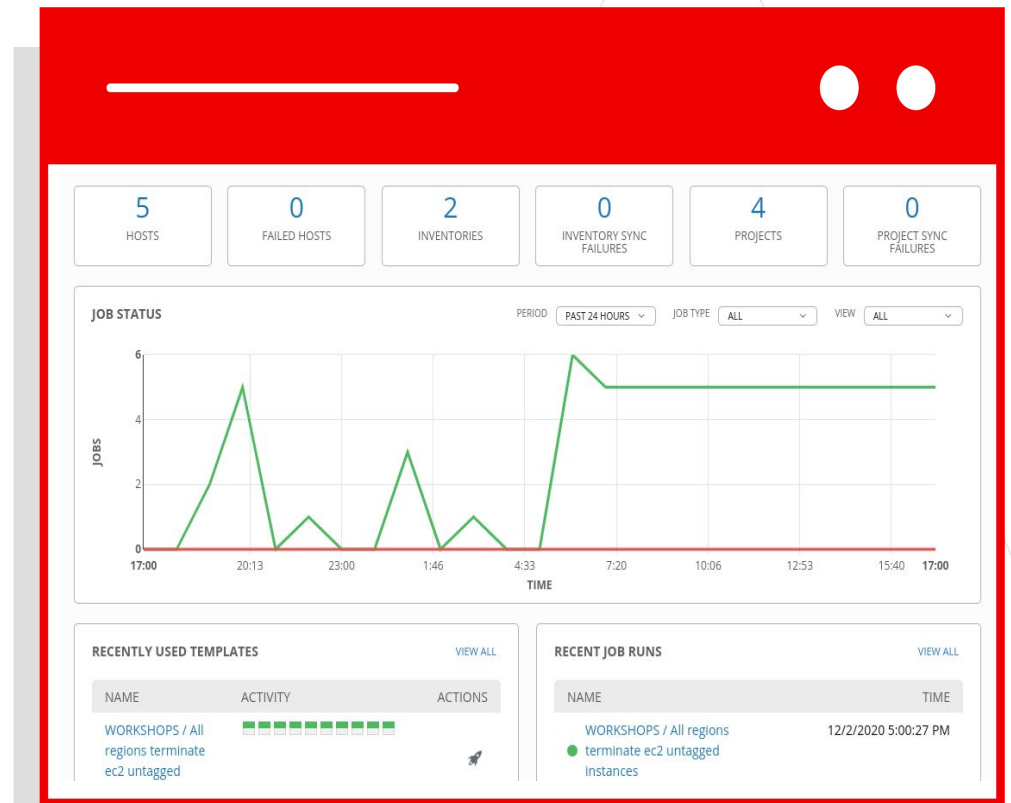 5
HOSTS
0
FAILED HOSTS
2
INVENTORIES
0
INVENTORY SYNC
FAILURES
4
PROJECTS
0
PROJECT SYNC
FAILURES
JOB STATUS
PERIOD PAST 24 HOURS JOB TYPE ALL VIEW ALL
6
4
2
0
JOBS
17:00 20:13 23:00 1:46 4:33 7:20 10:06 12:53 15:40 17:00
TIME
RECENTLY USED TEMPLATES VIEW ALL
NAME ACTIVITY ACTIONS
WORKSHOPS / All
regions terminate
ec2 untagged
RECENT JOB RUNS VIEW ALL
NAME TIME
WORKSHOPS / All regions 12/2/2020 5:00:27 PM
terminate ec2 untagged
instances